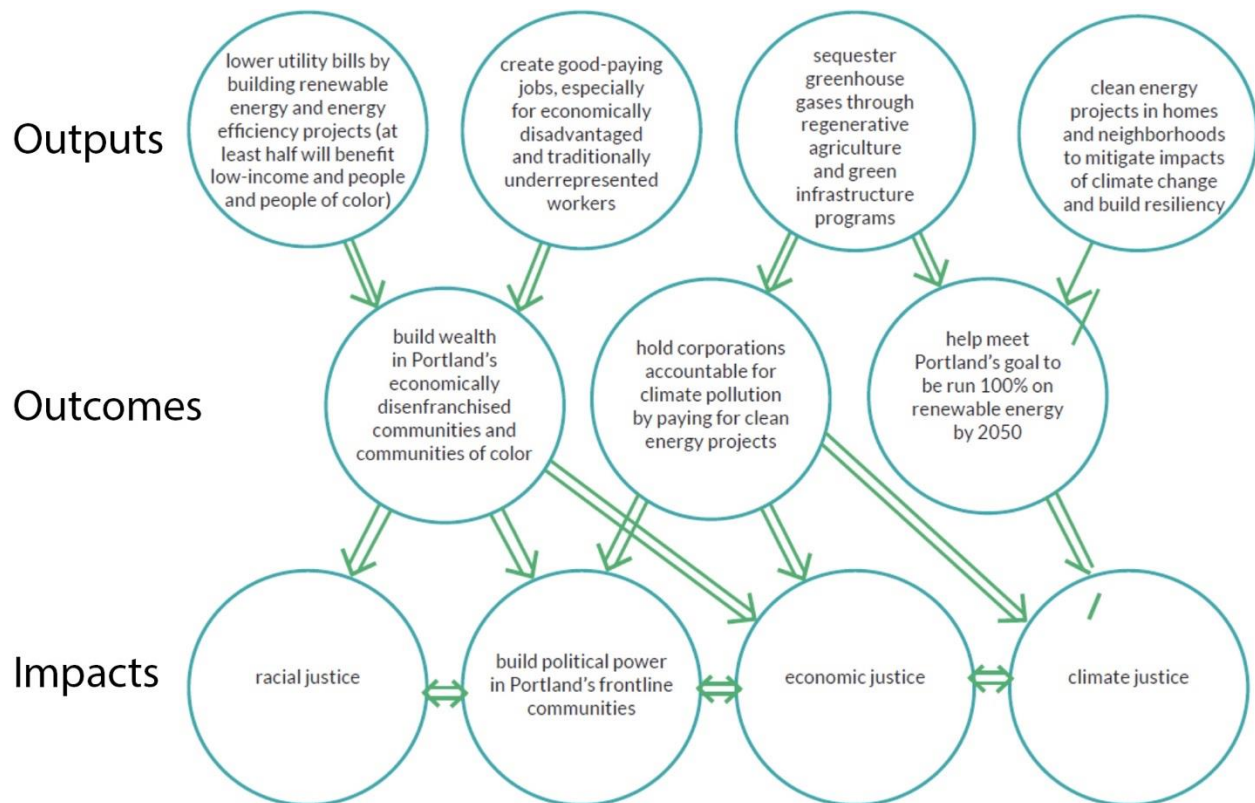 Outputs
lower utility bills by
building renewable
energy and energy
efficiency projects (at
least half will benefit
low-income and people
and people of color)
create good-paying
jobs, especially
for economically
disadvantaged
and traditionally
underrepresented
workers
sequester
greenhouse
gases through
regenerative
agriculture
and green
infrastructure
programs
clean energy
projects in homes
and neighborhoods
to mitigate impacts
of climate change
and build resiliency
Outcomes
build wealth
in Portland's
economically
disenfranchised
communities and
communities of color
hold corporations
accountable for
climate pollution
by paying for clean
energy projects
help meet
Portland's goal to
be run 100% on
renewable energy
by 2050
Impacts
racial justice
build political power
in Portland's frontline
communities
economic justice
climate justice